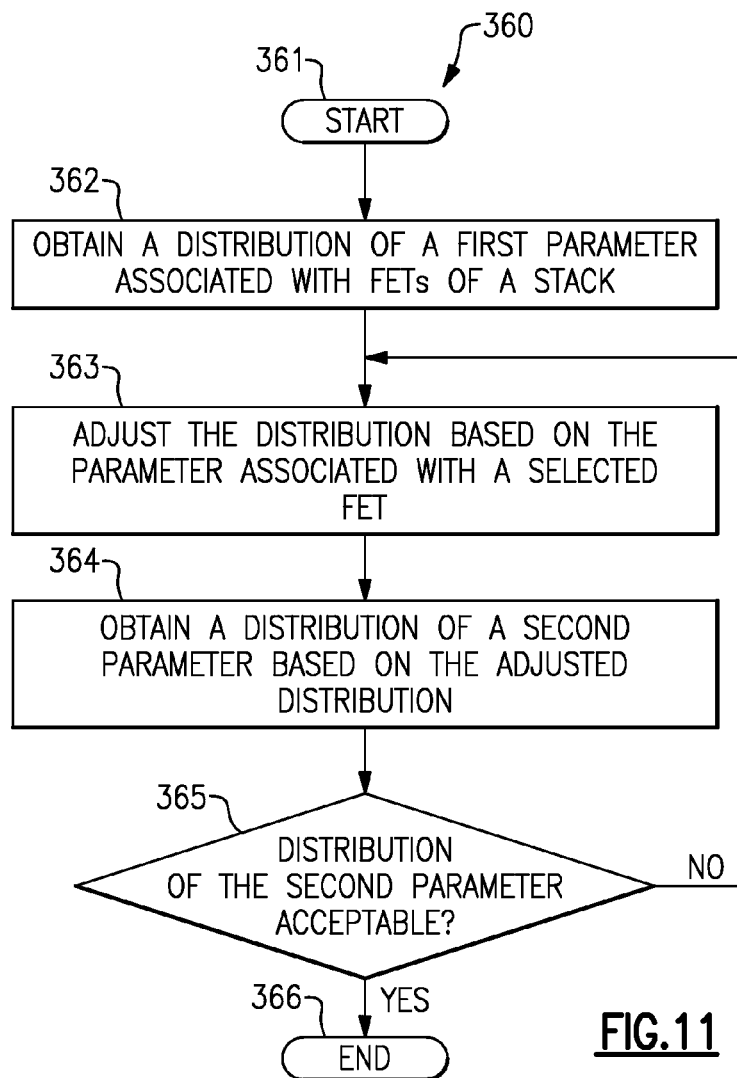 360
361
START
362
OBTAIN A DISTRIBUTION OF A FIRST PARAMETER
ASSOCIATED WITH FETs OF A STACK
363
ADJUST THE DISTRIBUTION BASED ON THE
PARAMETER ASSOCIATED WITH A SELECTED
FET
364
OBTAIN A DISTRIBUTION OF A SECOND
PARAMETER BASED ON THE ADJUSTED
DISTRIBUTION
365
DISTRIBUTION
OF THE SECOND PARAMETER
ACCEPTABLE?
NO
YES
366
END
FIG.11